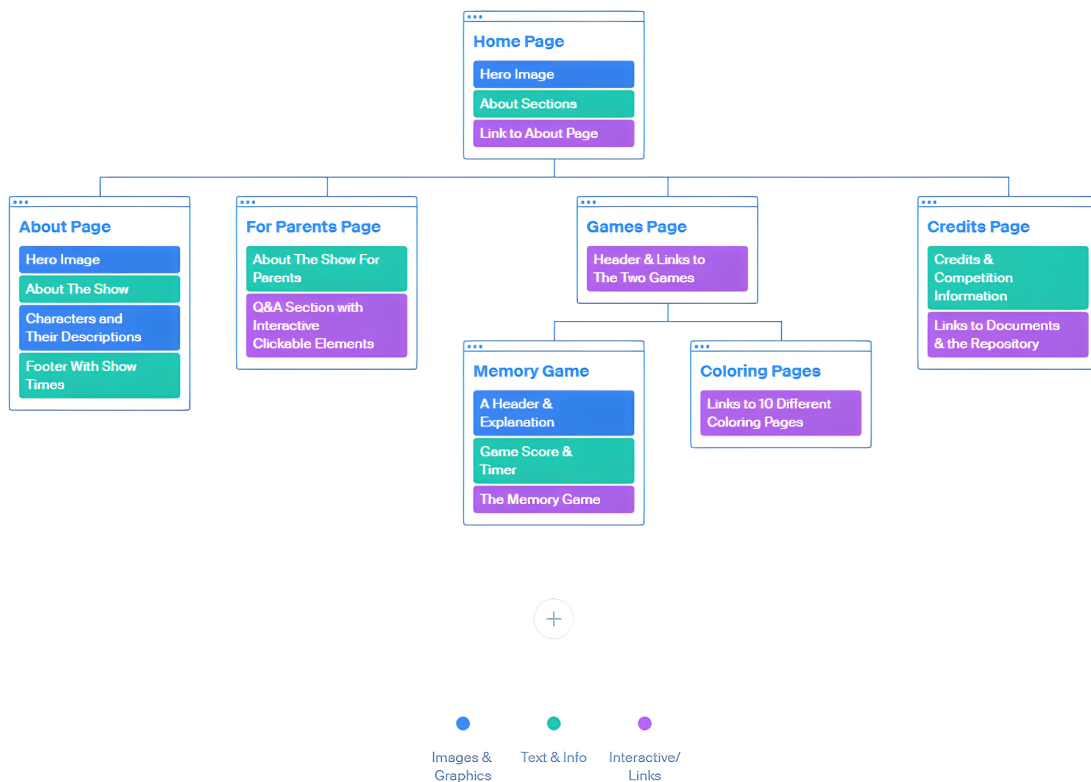 Home Page
Hero Image
About Sections
Link to About Page
About Page
Hero Image
About The Show
Characters and
Their Descriptions
Footer With Show
Times
For Parents Page
About The Show For
Parents
Q&A Section with
Interactive
Clickable Elements
Games Page
Header & Links to
The Two Games
Memory Game
A Header &
Explanation
Game Score &
Timer
The Memory Game
Coloring Pages
Links to 10 Different
Coloring Pages
Credits Page
Credits &
Competition
Information
Links to Documents
& the Repository
Images &
Graphics
Text & Info
Interactive/
Links